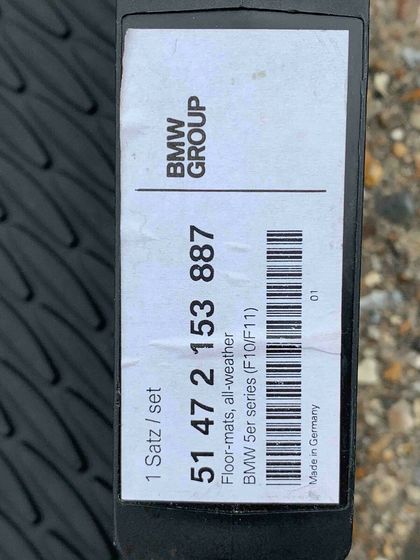 BMW
GROUP
1 Satz / set
51 47 2 153 887
Floor-mats, all-weather
BMW 5er series (F10/F11)
Made in Germany
01